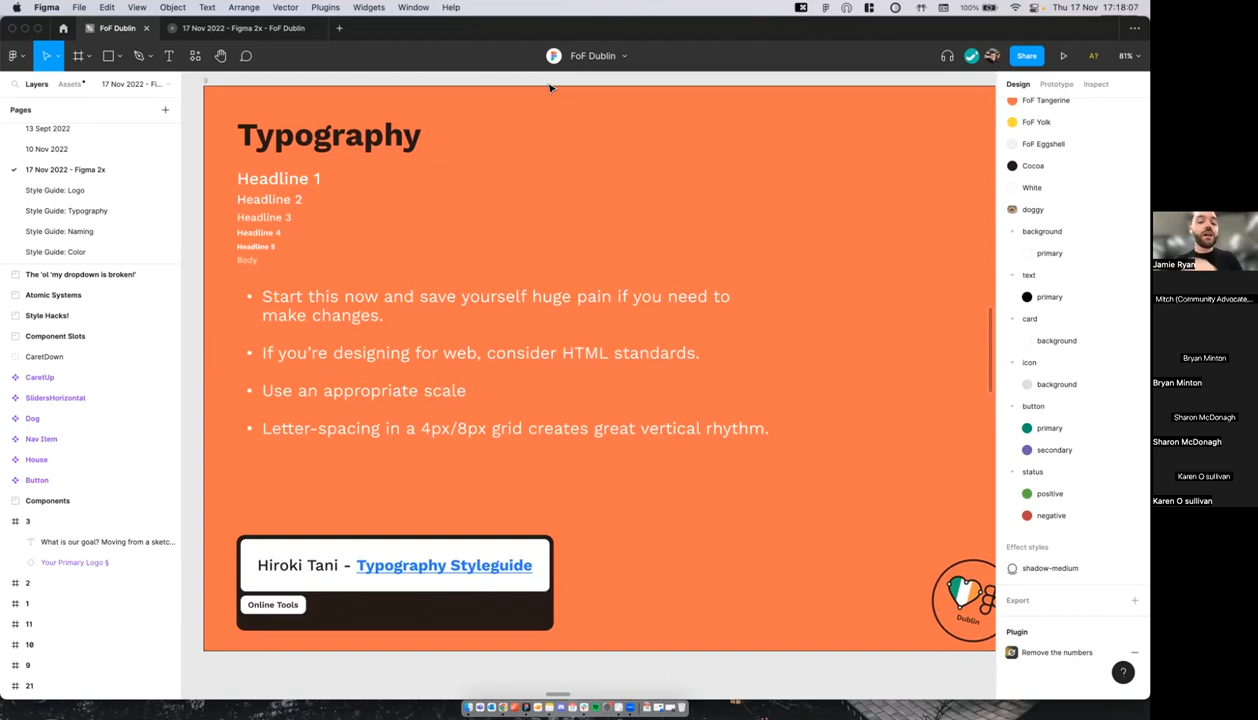 Figma File Edit View Object Text Arrange Vector Plugins Widgets Window Help
100% Thu 17 Nov 17:18:07
FoF Dublin
17 Nov 2022 - Figma 2x - FoF Dublin
FoF Dublin
Share
A?
81%
Layers
Assets
17 Nov 2022 - Fi...
Pages
13 Sept 2022
10 Nov 2022
17 Nov 2022 - Figma 2x
Style Guide: Logo
Style Guide: Typography
Style Guide: Naming
Style Guide: Color
The 'ol 'my dropdown is broken!'
Atomic Systems
Style Hacks!
Component Slots
CaretDown
CaretUp
SlidersHorizontal
Dog
Nav Item
House
Button
Components
3
What is our goal? Moving from a sketc...
Your Primary Logo §
2
1
11
10
9
21
9
Typography
Headline 1
Headline 2
Headline 3
Headline 4
Headline 5
Body
• Start this now and save yourself huge pain if you need to
make changes.
• If you're designing for web, consider HTML standards.
• Use an appropriate scale
• Letter-spacing in a 4px/8px grid creates great vertical rhythm.
Hiroki Tani - Typography Styleguide
Online Tools
Dublin
Design
Prototype
Inspect
FoF Tangerine
FoF Yolk
FoF Eggshell
Cocoa
White
doggy
background
primary
text
primary
card
background
icon
background
button
primary
secondary
status
positive
negative
Effect styles
shadow-medium
Export
Plugin
Remove the numbers
?
Jamie Ryan
Mitch (Community Advocate,...
Bryan Minton
Bryan Minton
Sharon McDonagh
Sharon McDonagh
Karen O sullivan
Karen O sullivan